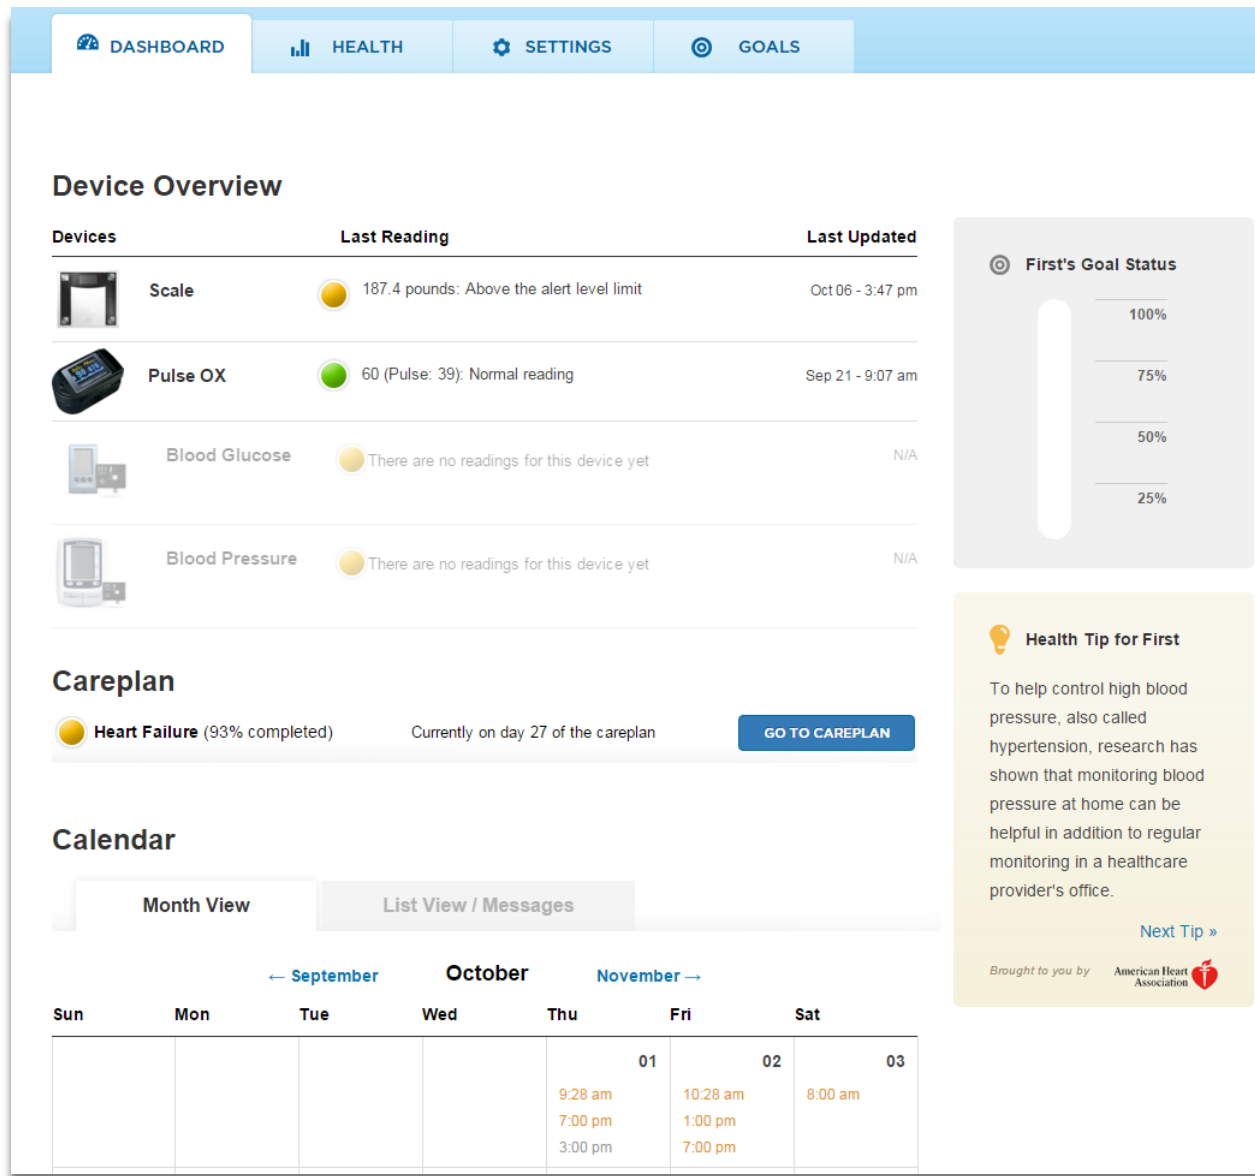 DASHBOARD
HEALTH
SETTINGS
GOALS
Device Overview
Devices Last Reading Last Updated
Scale 187.4 pounds: Above the alert level limit Oct 06 - 3:47 pm
Pulse OX 60 (Pulse: 39): Normal reading Sep 21 - 9:07 am
Blood Glucose There are no readings for this device yet N/A
Blood Pressure There are no readings for this device yet N/A
First's Goal Status
100%
75%
50%
25%
Careplan
Heart Failure (93% completed) Currently on day 27 of the careplan GO TO CAREPLAN
Health Tip for First
To help control high blood
pressure, also called
hypertension, research has
shown that monitoring blood
pressure at home can be
helpful in addition to regular
monitoring in a healthcare
provider's office.
Next Tip »
Brought to you by American Heart
Association
Calendar
Month View List View / Messages
← September October November →
Sun Mon Tue Wed Thu Fri Sat
01 02 03
9:28 am 10:28 am 8:00 am
7:00 pm 1:00 pm
3:00 pm 7:00 pm